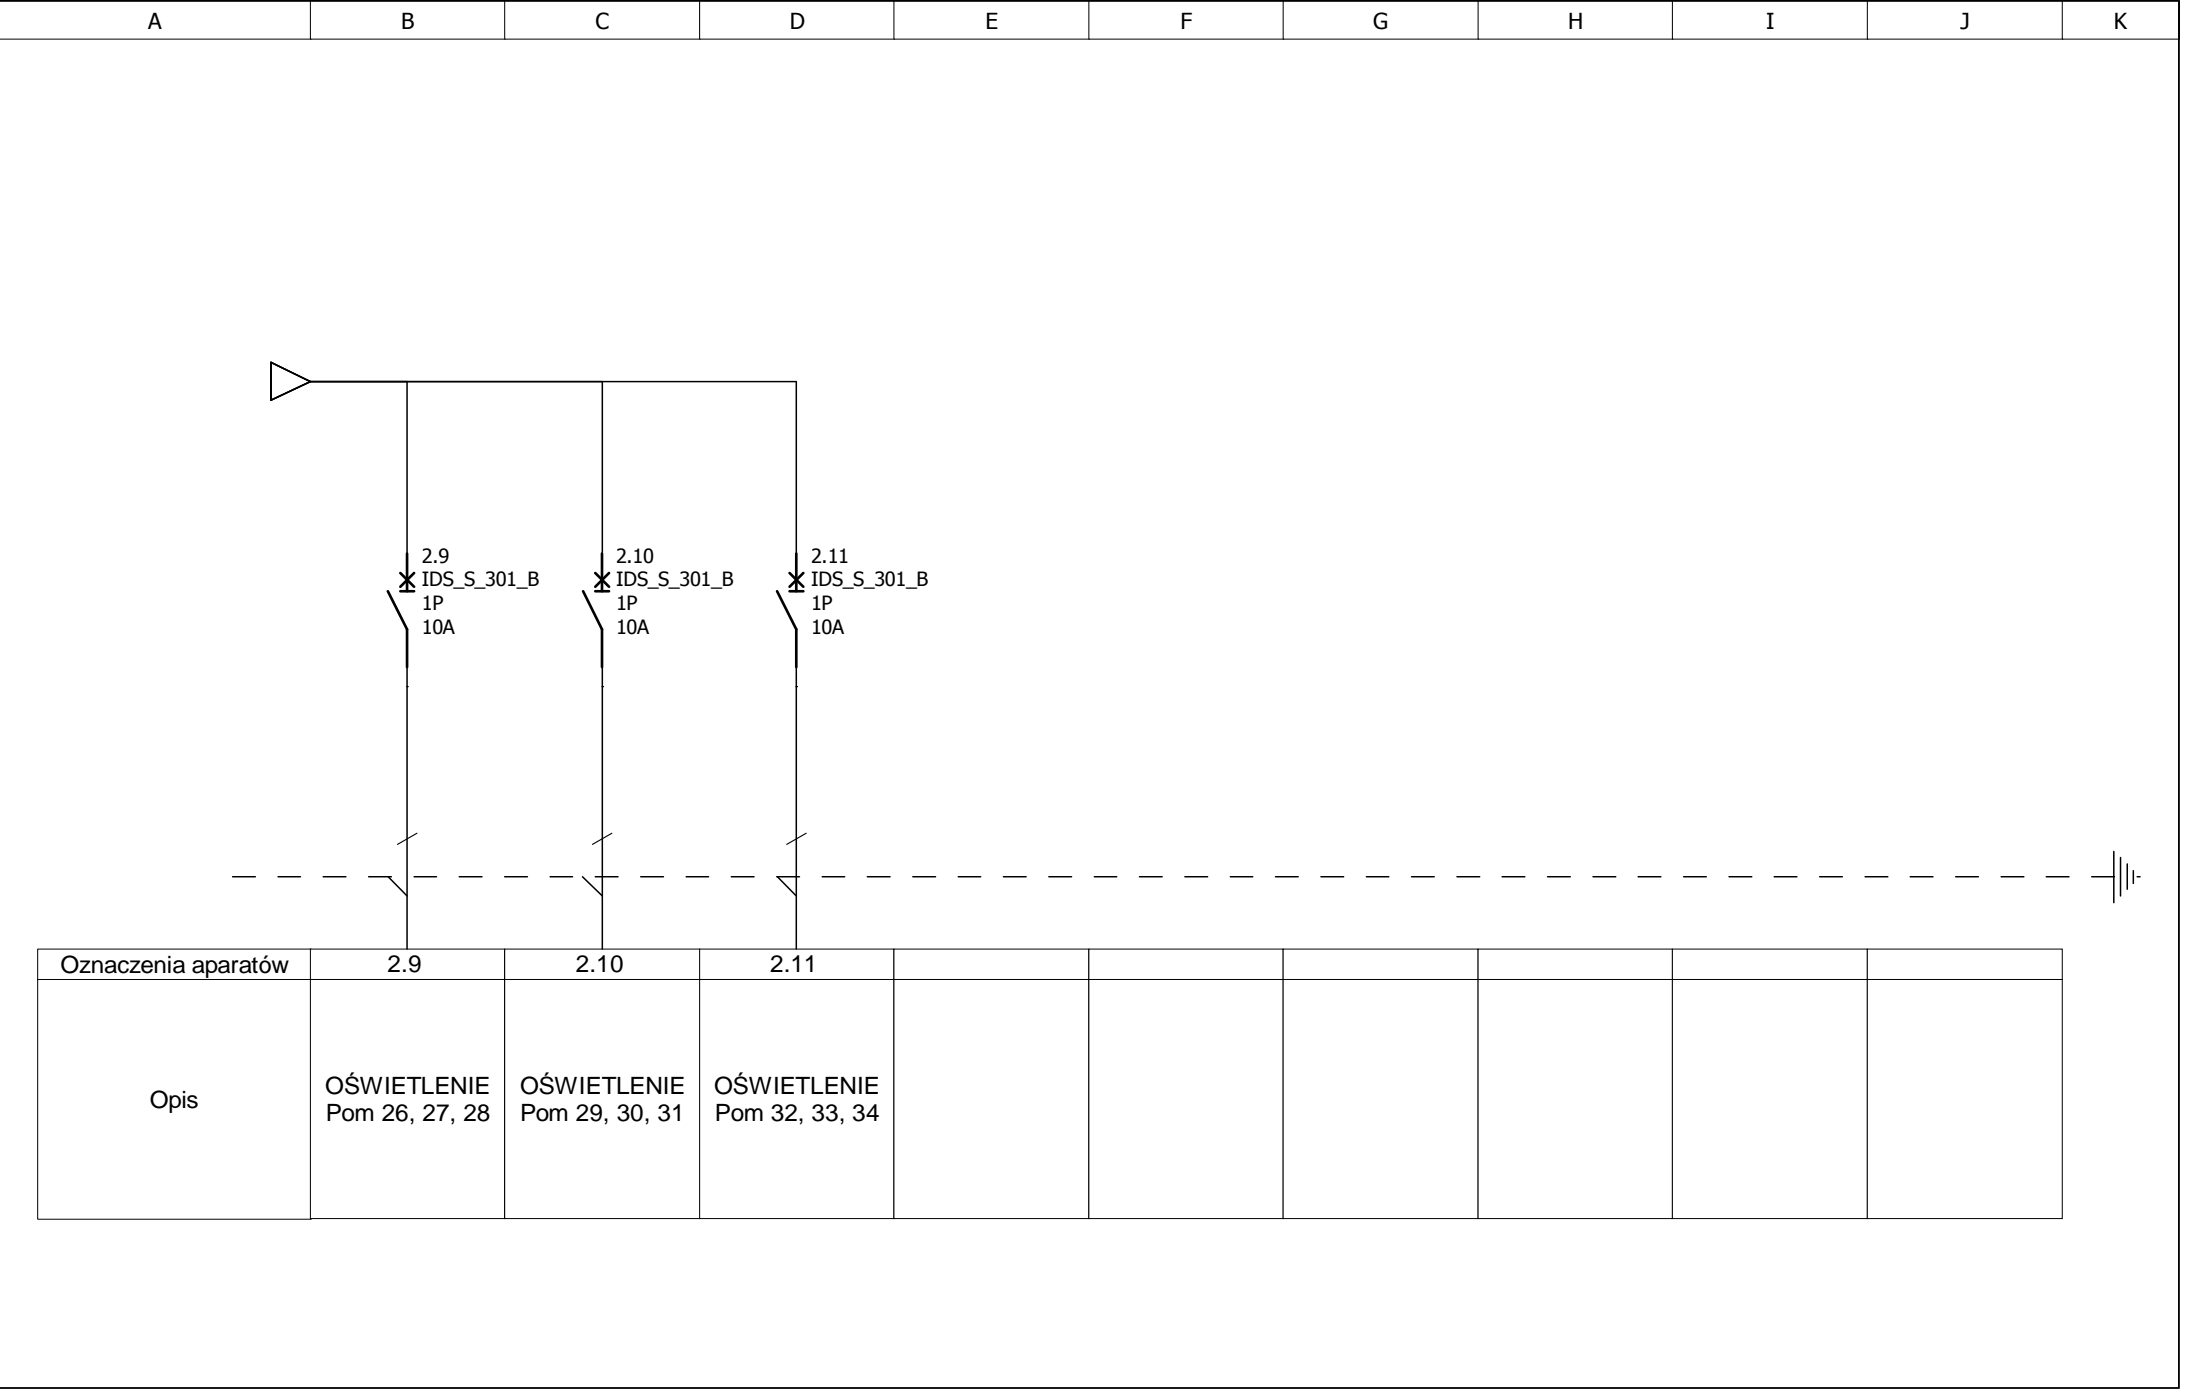 A B C D E F G H I J K
2.9
IDS_S_301_B
1P
10A
2.10
IDS_S_301_B
1P
10A
2.11
IDS_S_301_B
1P
10A
Oznaczenia aparatów 2.9 2.10 2.11
Opis
OŚWIETLENIE
Pom 26, 27, 28
OŚWIETLENIE
Pom 29, 30, 31
OŚWIETLENIE
Pom 32, 33, 34